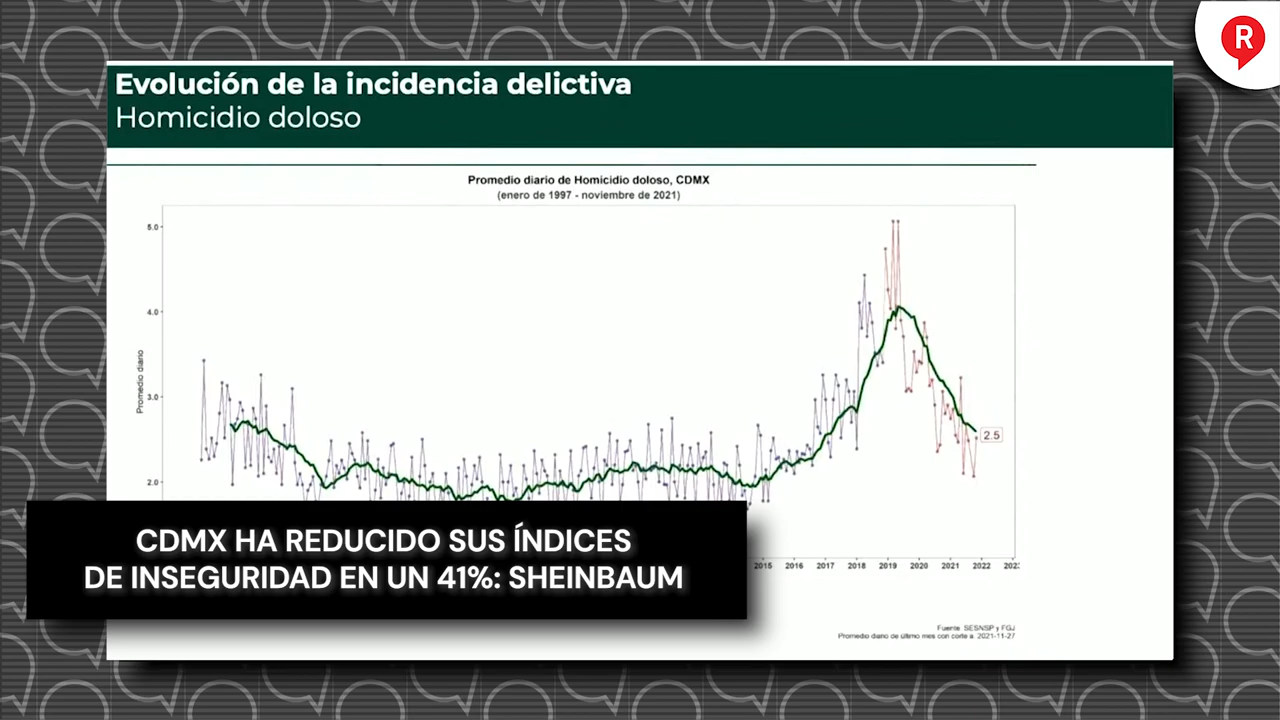 R
Evolución de la incidencia delictiva
Homicidio doloso
Promedio diario de Homicidio doloso, CDMX
(enero de 1997 - noviembre de 2021)
5.0
4.0
3.0
2.0
Promedio diario
2.5
CDMX HA REDUCIDO SUS ÍNDICES
DE INSEGURIDAD EN UN 41%: SHEINBAUM
2015 2016 2017 2018 2019 2020 2021 2022
Fuente: SESNSP y FGJ
Promedio diario de último mes con corte a: 2021-11-27